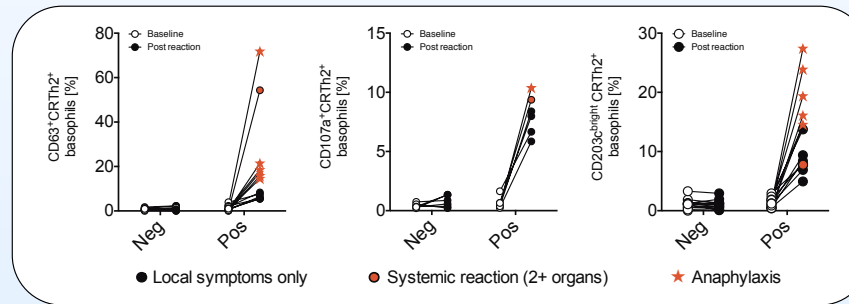 Baseline
Post reaction
CD63+CRTh2+
basophils [%]
80
60
40
20
0
Neg
Pos
Baseline
Post reaction
CD107a+CRTh2+
basophils [%]
15
10
5
0
Neg
Pos
Baseline
Post reaction
CD203cbright CRTh2+
basophils [%]
30
20
10
0
Neg
Pos
Local symptoms only
Systemic reaction (2+ organs)
Anaphylaxis